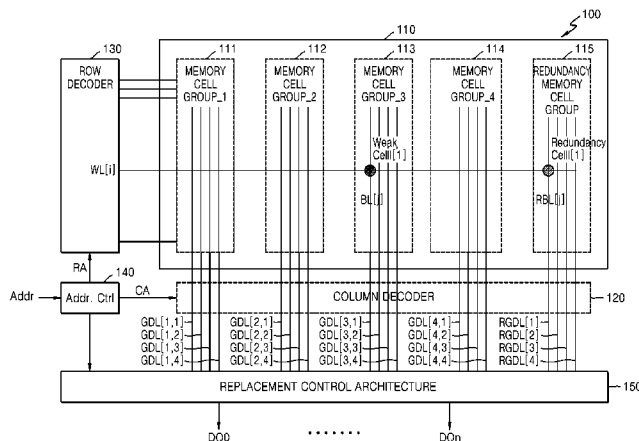 100
110
130
111
112
113
114
115
ROW
DECODER
MEMORY
CELL
GROUP_1
MEMORY
CELL
GROUP_2
MEMORY
CELL
GROUP_3
MEMORY
CELL
GROUP_4
REDUNDANCY
MEMORY
CELL
GROUP
Weak
Celll[1]
Redundancy
Celll[1]
WL[i]
BL[j]
RBL[j]
RA
140
Addr
Addr. Ctrl
CA
COLUMN DECODER
120
GDL[1,1]
GDL[1,2]
GDL[1,3]
GDL[1,4]
GDL[2,1]
GDL[2,2]
GDL[2,3]
GDL[2,4]
GDL[3,1]
GDL[3,2]
GDL[3,3]
GDL[3,4]
GDL[4,1]
GDL[4,2]
GDL[4,3]
GDL[4,4]
RGDL[1]
RGDL[2]
RGDL[3]
RGDL[4]
REPLACEMENT CONTROL ARCHITECTURE
150
DQ0
DQn